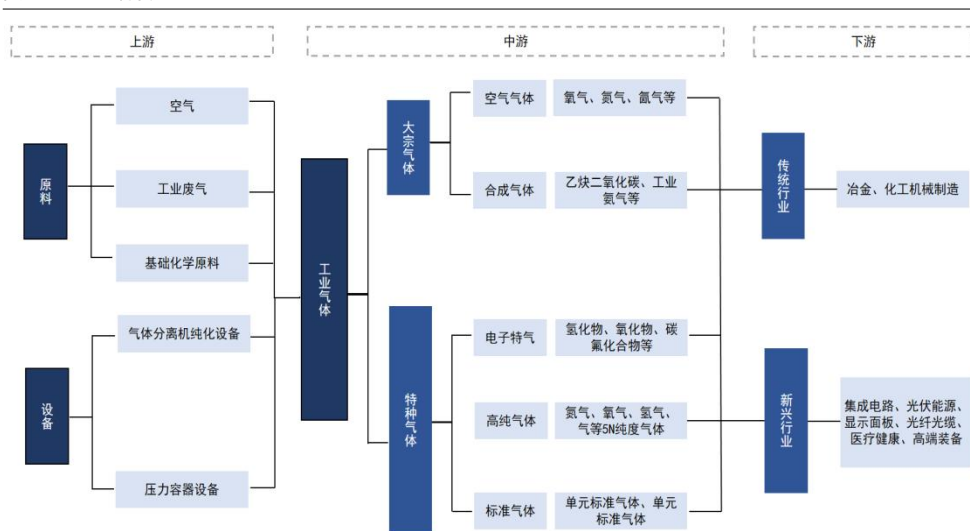 上游
中游
下游
原料
空气
工业废气
基础化学原料
设备
气体分离机纯化设备
压力容器设备
工业气体
大宗气体
空气气体
氧气、氮气、氩气等
合成气体
乙炔二氧化碳、工业
氨气等
特种气体
电子特气
氢化物、氧化物、碳
氟化合物等
高纯气体
氮气、氧气、氢气、
气等5N纯度气体
标准气体
单元标准气体、单元
标准气体
传统行业
冶金、化工机械制造
新兴行业
集成电路、光伏能源、
显示面板、光纤光缆、
医疗健康、高端装备